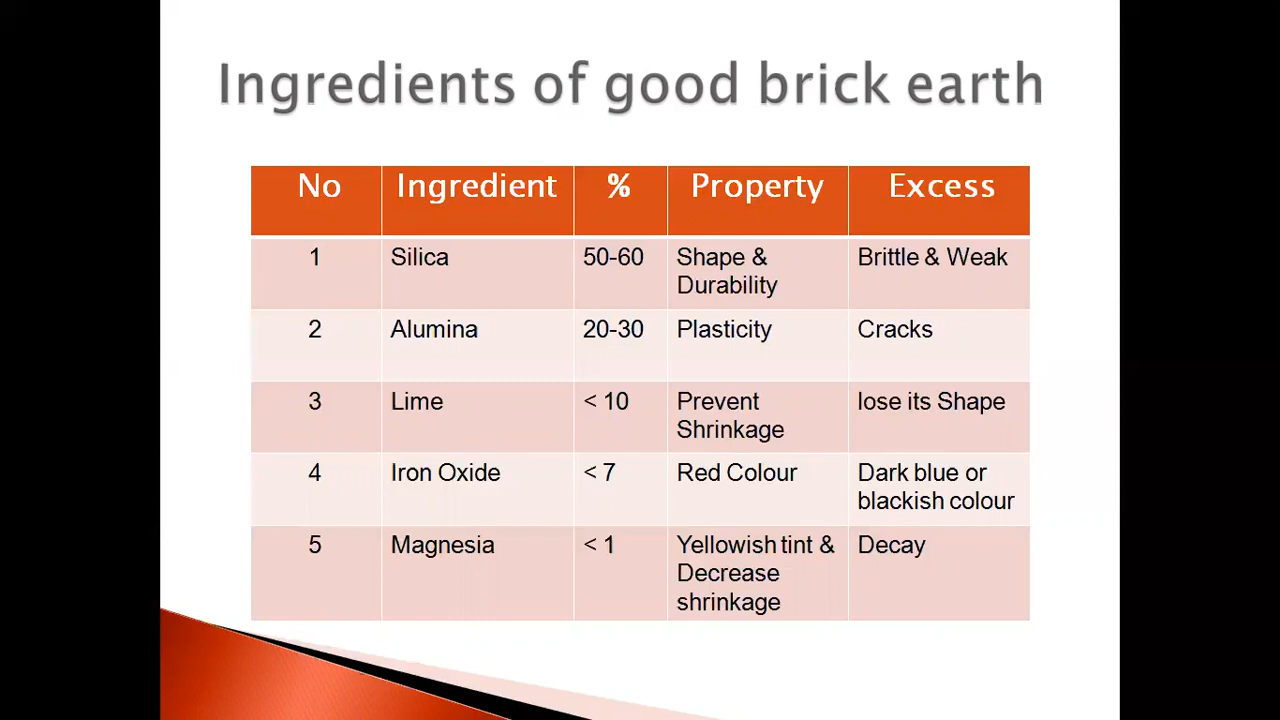 Ingredients of good brick earth
No Ingredient % Property Excess
1 Silica 50-60 Shape & Brittle & Weak
Durability
2 Alumina 20-30 Plasticity Cracks
3 Lime < 10 Prevent lose its Shape
Shrinkage
4 Iron Oxide < 7 Red Colour Dark blue or
blackish colour
5 Magnesia < 1 Yellowish tint & Decay
Decrease
shrinkage